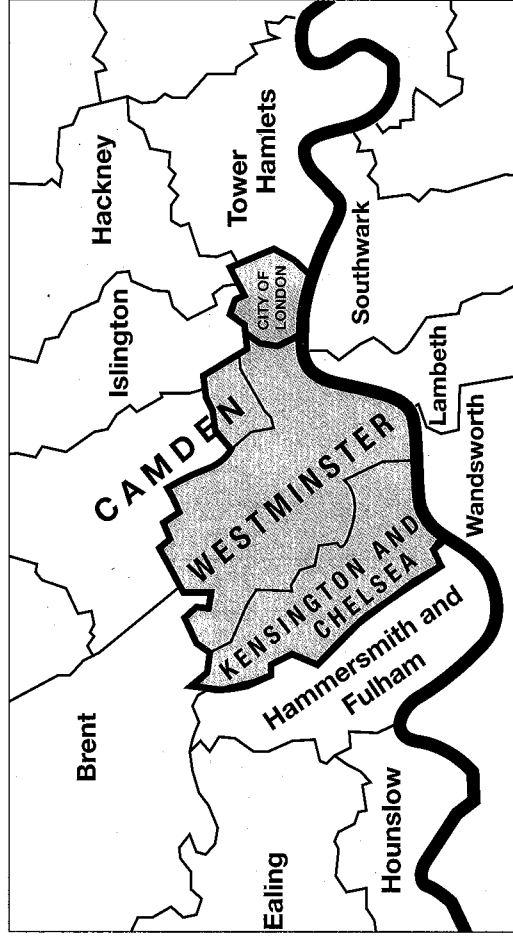 Brent
CAMDEN
Islington
Hackney
Ealing
WESTMINSTER
CITY OF
LONDON
Tower
Hamlets
KENSINGTON AND
CHELSEA
Hounslow
Hammersmith and
Fulham
Wandsworth
Lambeth
Southwark